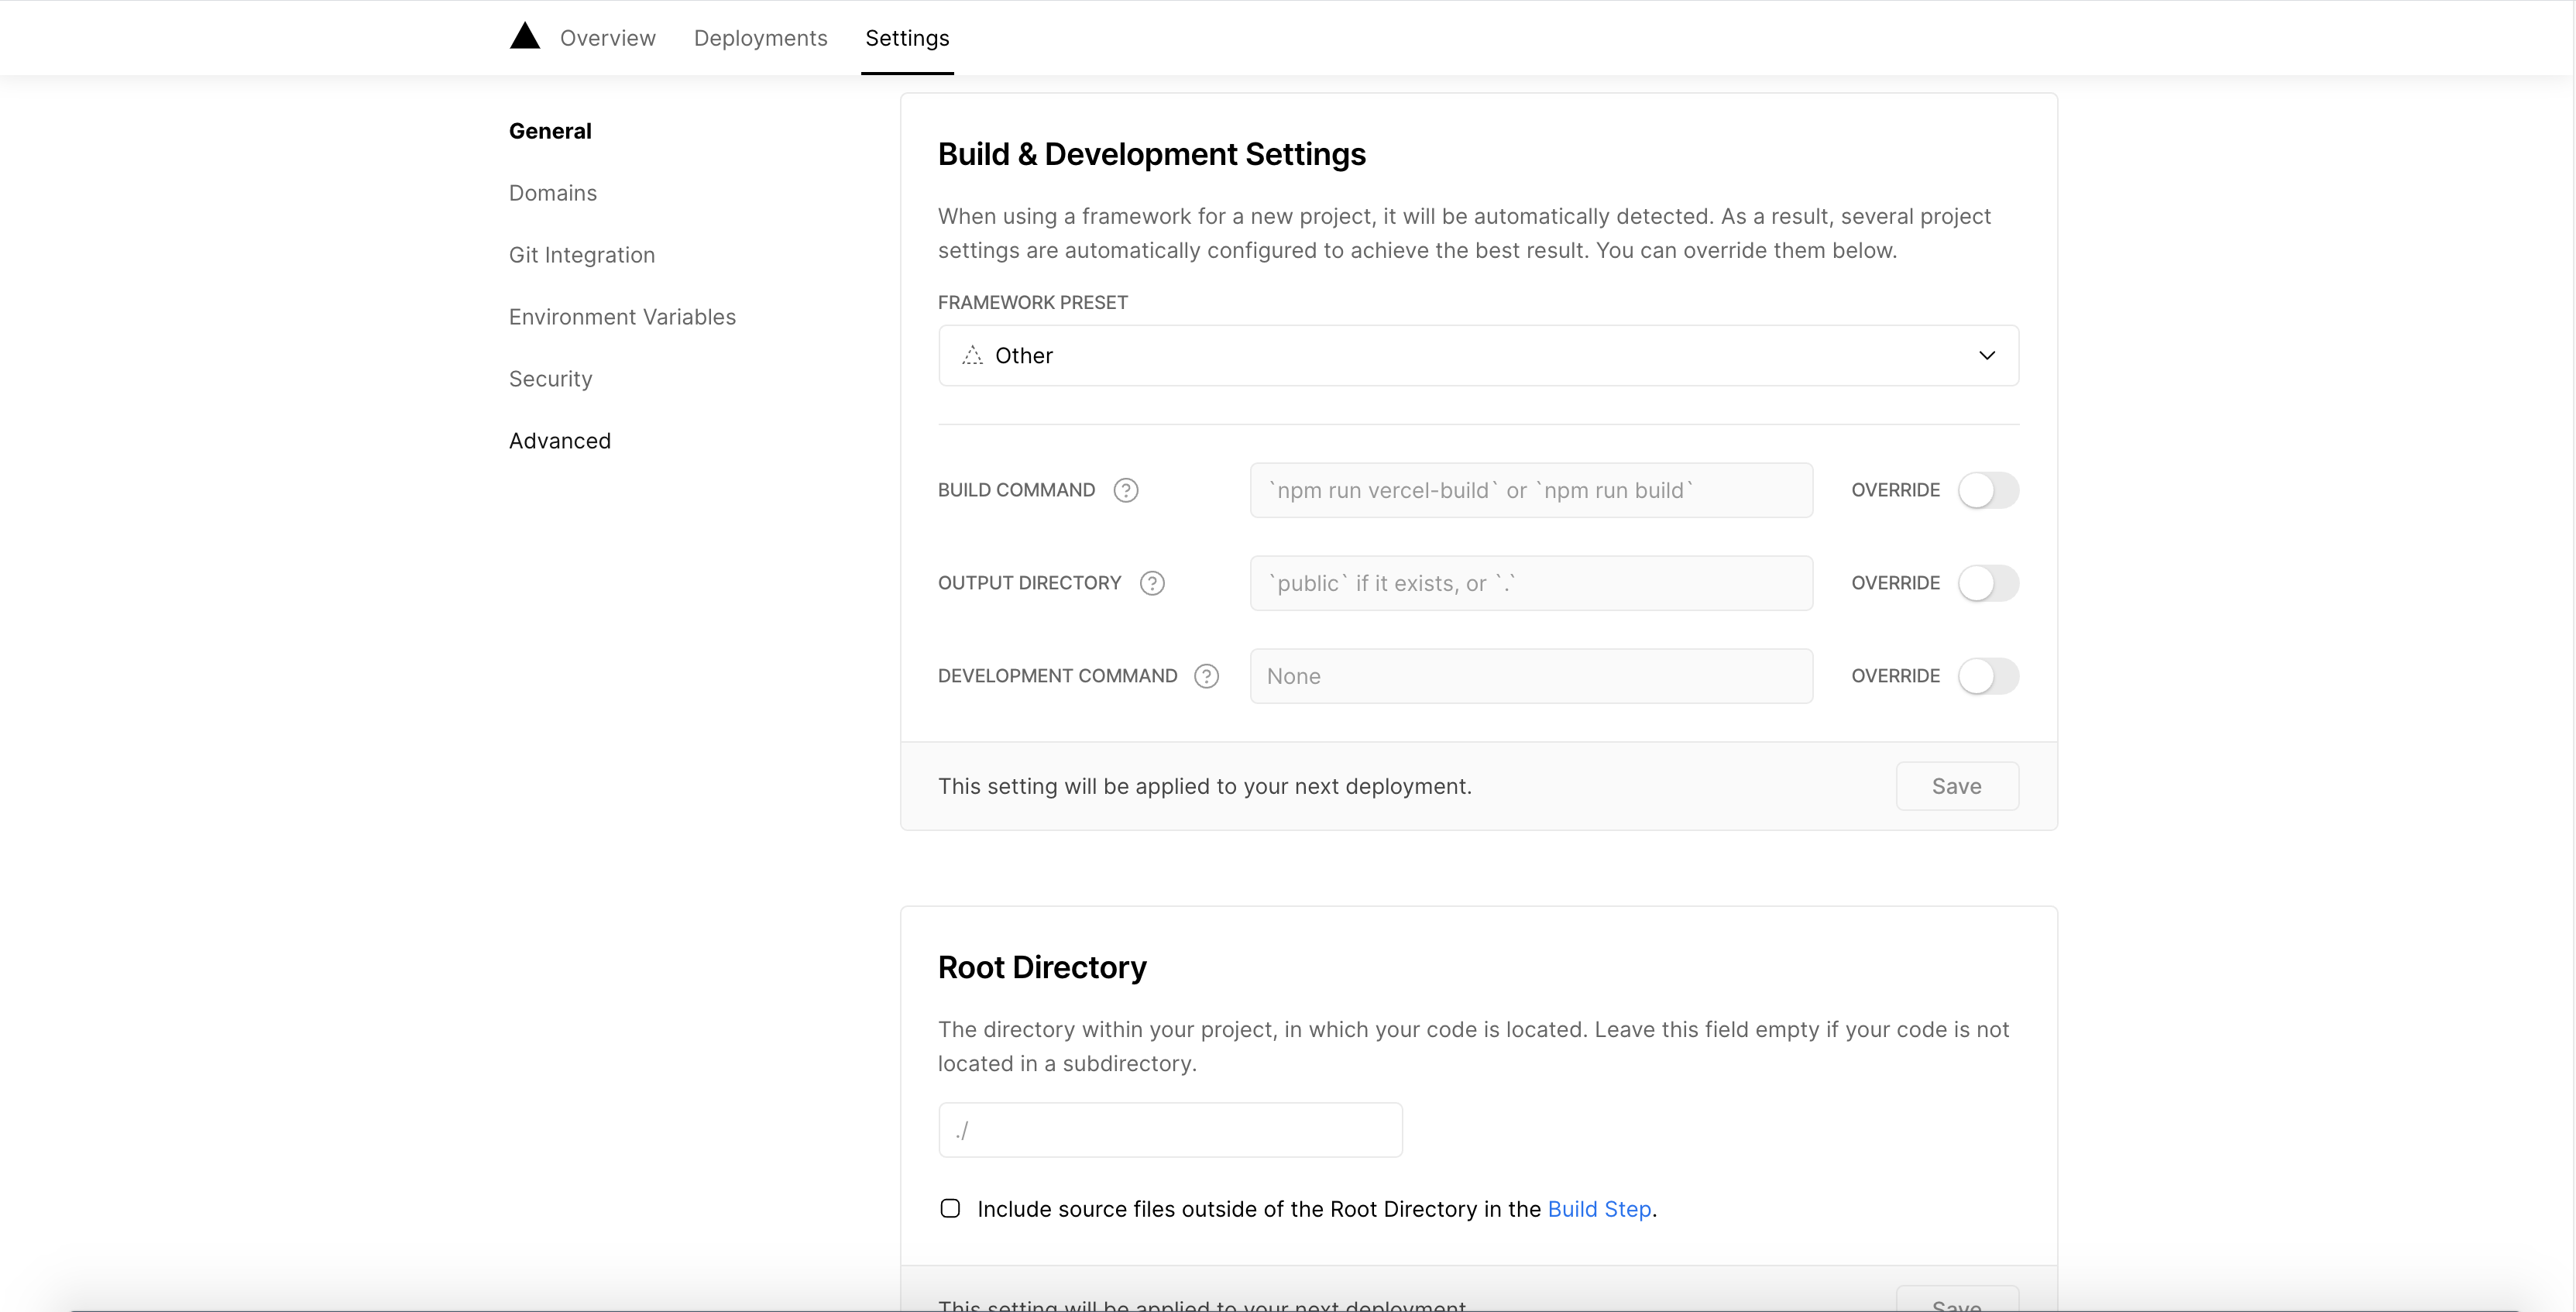 Overview Deployments Settings
General
Domains
Git Integration
Environment Variables
Security
Advanced
Build & Development Settings
When using a framework for a new project, it will be automatically detected. As a result, several project
settings are automatically configured to achieve the best result. You can override them below.
FRAMEWORK PRESET
Other
BUILD COMMAND ? `npm run vercel-build` or `npm run build` OVERRIDE
OUTPUT DIRECTORY ? `public` if it exists, or `.` OVERRIDE
DEVELOPMENT COMMAND ? None OVERRIDE
This setting will be applied to your next deployment. Save
Root Directory
The directory within your project, in which your code is located. Leave this field empty if your code is not
located in a subdirectory.
./
Include source files outside of the Root Directory in the Build Step.
This setting will be applied to your next deployment. Save